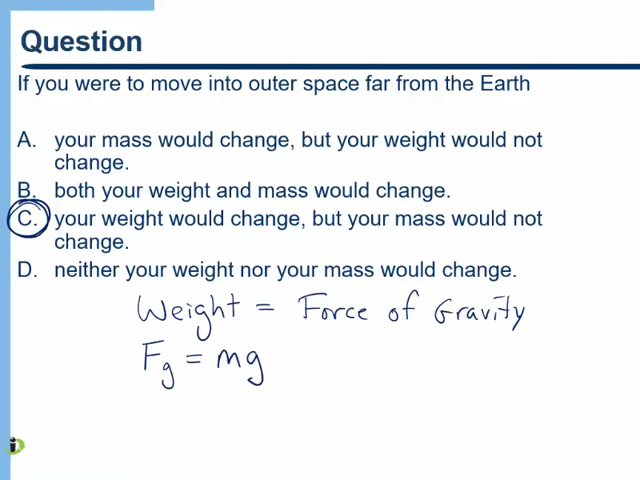 Question
If you were to move into outer space far from the Earth
A. your mass would change, but your weight would not
change.
B. both your weight and mass would change.
C. your weight would change, but your mass would not
change.
D. neither your weight nor your mass would change.
Weight = Force of Gravity
Fg = mg
i